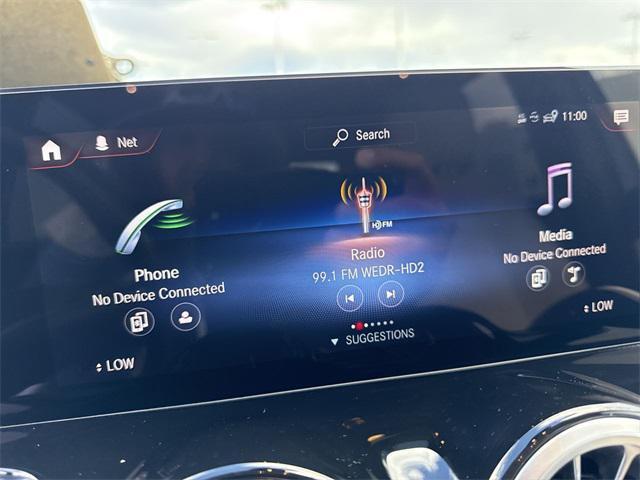 Net
Search
11:00
HD FM
Phone
No Device Connected
Radio
99.1 FM WEDR-HD2
Media
No Device Connected
SUGGESTIONS
LOW
LOW